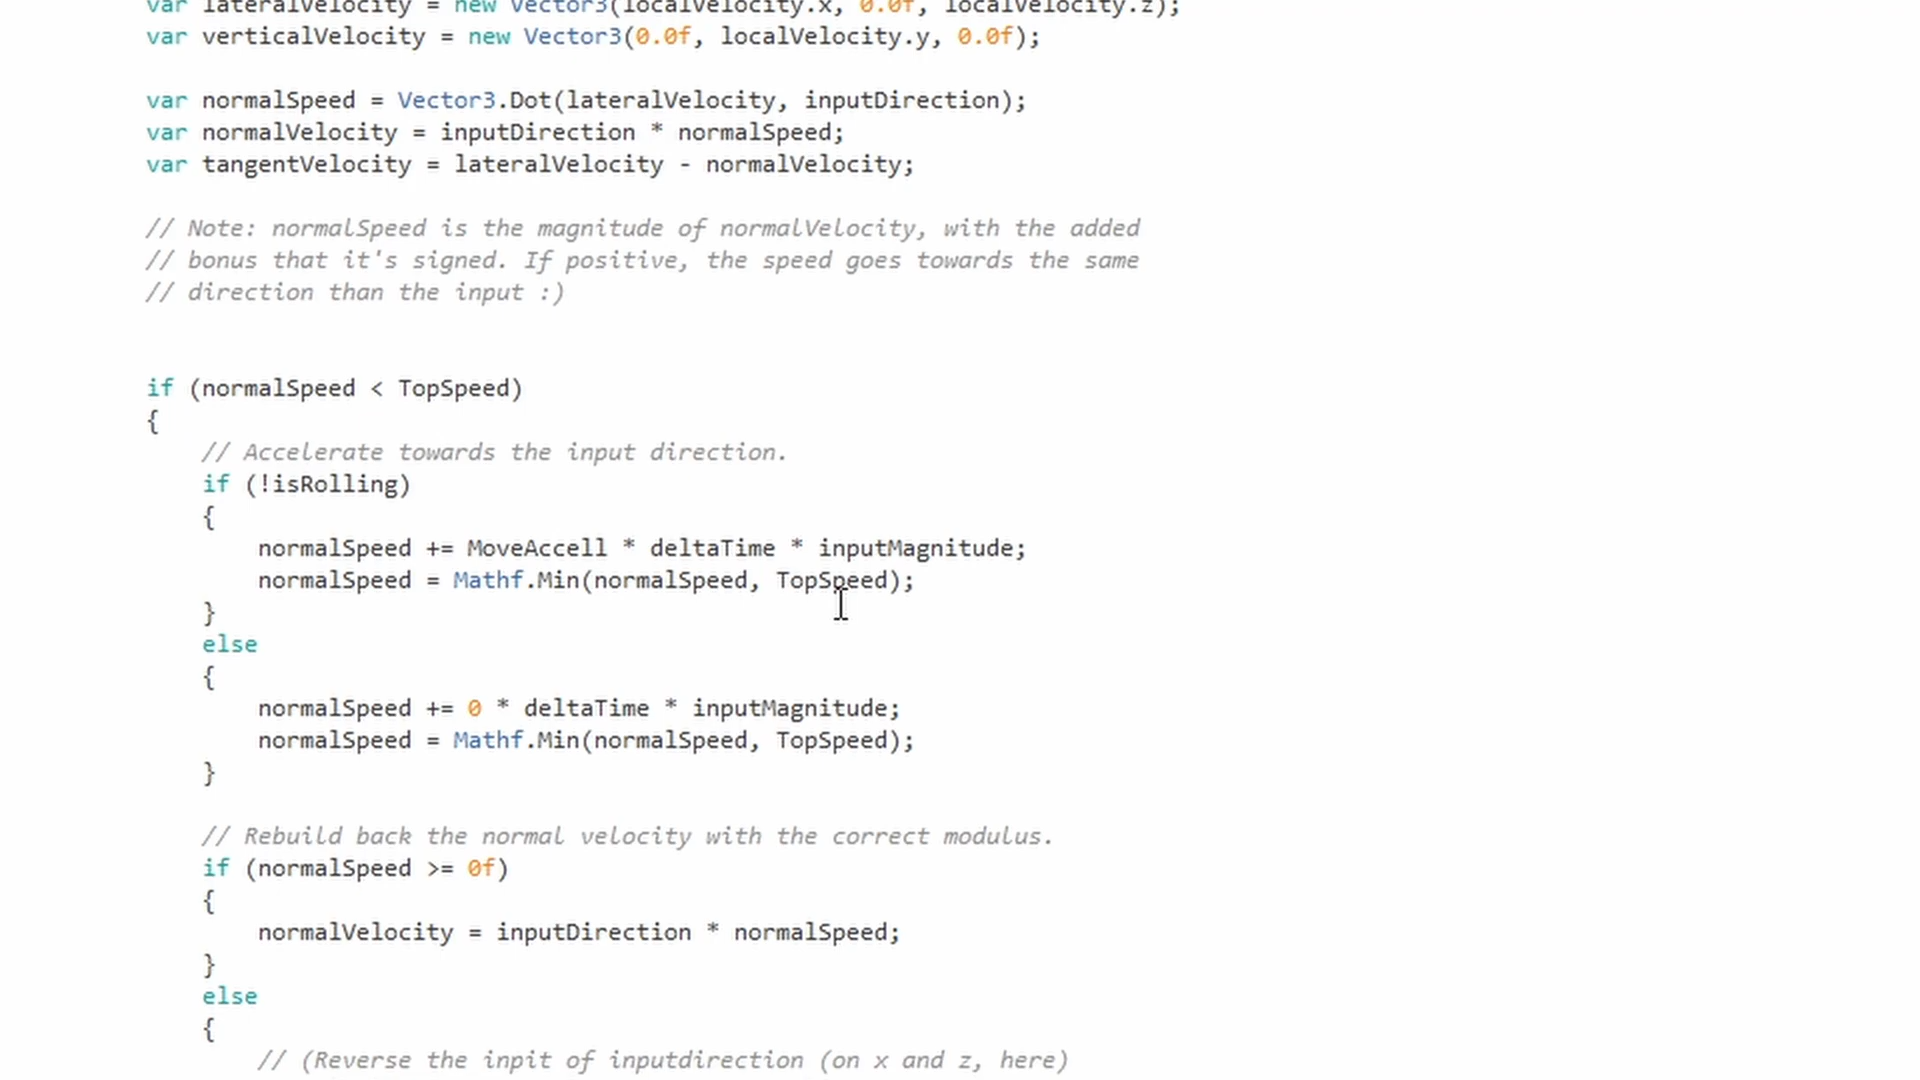 var lateralVelocity = new Vector3(localVelocity.x, 0.0f, localVelocity.z);
var verticalVelocity = new Vector3(0.0f, localVelocity.y, 0.0f);
var normalSpeed = Vector3.Dot(lateralVelocity, inputDirection);
var normalVelocity = inputDirection * normalSpeed;
var tangentVelocity = lateralVelocity - normalVelocity;
// Note: normalSpeed is the magnitude of normalVelocity, with the added
// bonus that it's signed. If positive, the speed goes towards the same
// direction than the input :)
if (normalSpeed < TopSpeed)
{
// Accelerate towards the input direction.
if (!isRolling)
{
normalSpeed += MoveAccell * deltaTime * inputMagnitude;
normalSpeed = Mathf.Min(normalSpeed, TopSpeed);
}
else
{
normalSpeed += 0 * deltaTime * inputMagnitude;
normalSpeed = Mathf.Min(normalSpeed, TopSpeed);
}
// Rebuild back the normal velocity with the correct modulus.
if (normalSpeed >= 0f)
{
normalVelocity = inputDirection * normalSpeed;
}
else
{
// (Reverse the inpit of inputdirection (on x and z, here)